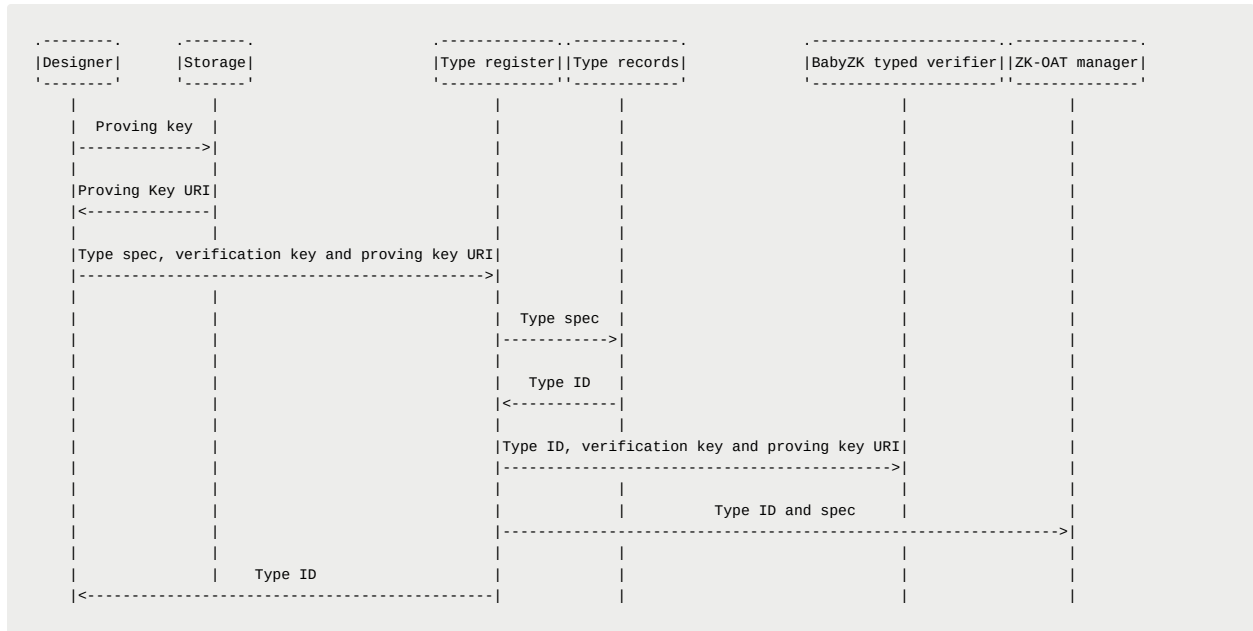 Designer Storage Type register Type records BabyZK typed verifier ZK-OAT manager
Proving key
Proving Key URI
Type spec, verification key and proving key URI
Type spec
Type ID
Type ID, verification key and proving key URI
Type ID and spec
Type ID